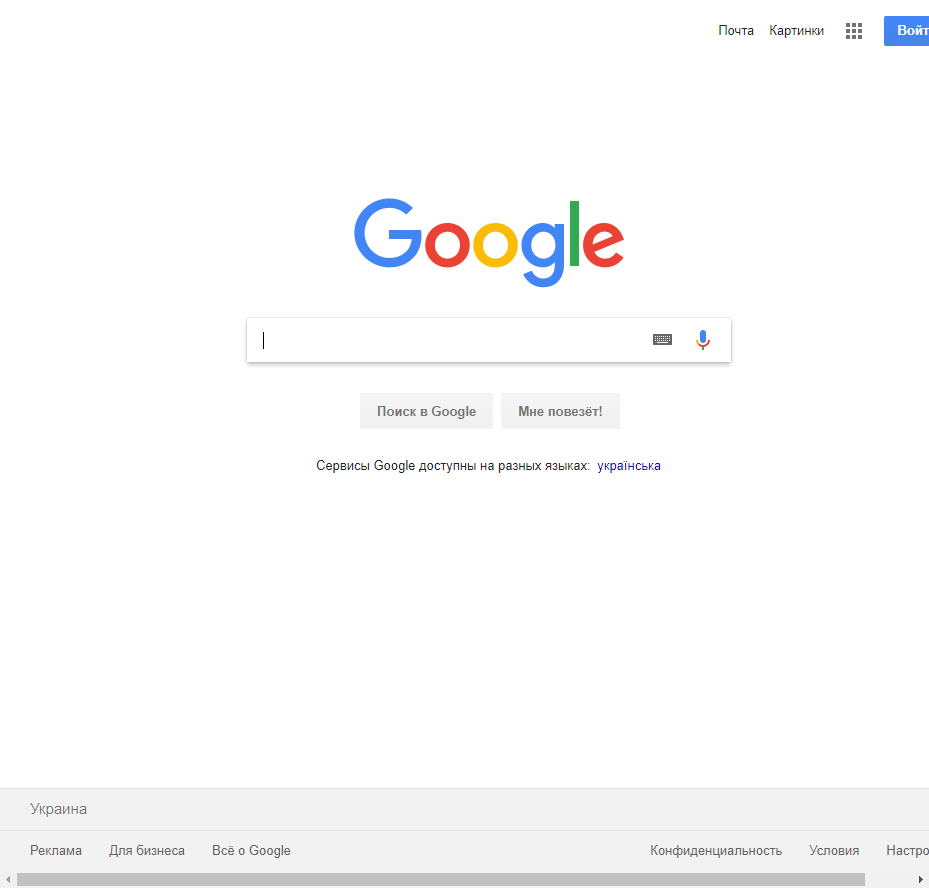 Почта Картинки Войт
Google
Поиск в Google Мне повезёт!
Сервисы Google доступны на разных языках: українська
Украина
Реклама Для бизнеса Всё о Google Конфиденциальность Условия Настро